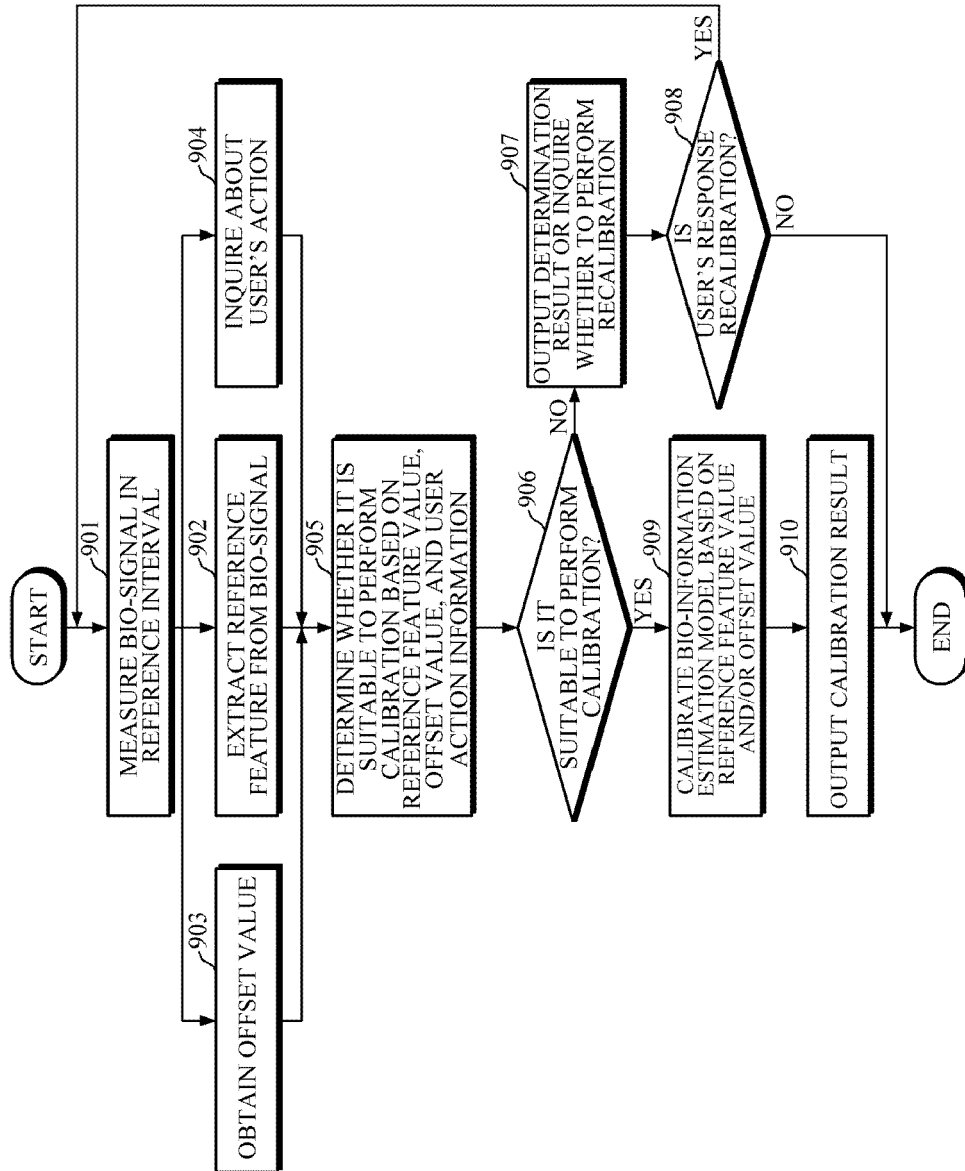 START
901
MEASURE BIO-SIGNAL IN
REFERENCE INTERVAL
903
OBTAIN OFFSET VALUE
902
EXTRACT REFERENCE
FEATURE FROM BIO-SIGNAL
904
INQUIRE ABOUT
USER'S ACTION
905
DETERMINE WHETHER IT IS
SUITABLE TO PERFORM
CALIBRATION BASED ON
REFERENCE FEATURE VALUE,
OFFSET VALUE, AND USER
ACTION INFORMATION
906
IS IT
SUITABLE TO PERFORM
CALIBRATION?
NO
YES
907
OUTPUT DETERMINATION
RESULT OR INQUIRE
WHETHER TO PERFORM
RECALIBRATION
908
IS
USER'S RESPONSE
RECALIBRATION?
YES
NO
909
CALIBRATE BIO-INFORMATION
ESTIMATION MODEL BASED ON
REFERENCE FEATURE VALUE
AND/OR OFFSET VALUE
910
OUTPUT CALIBRATION RESULT
END